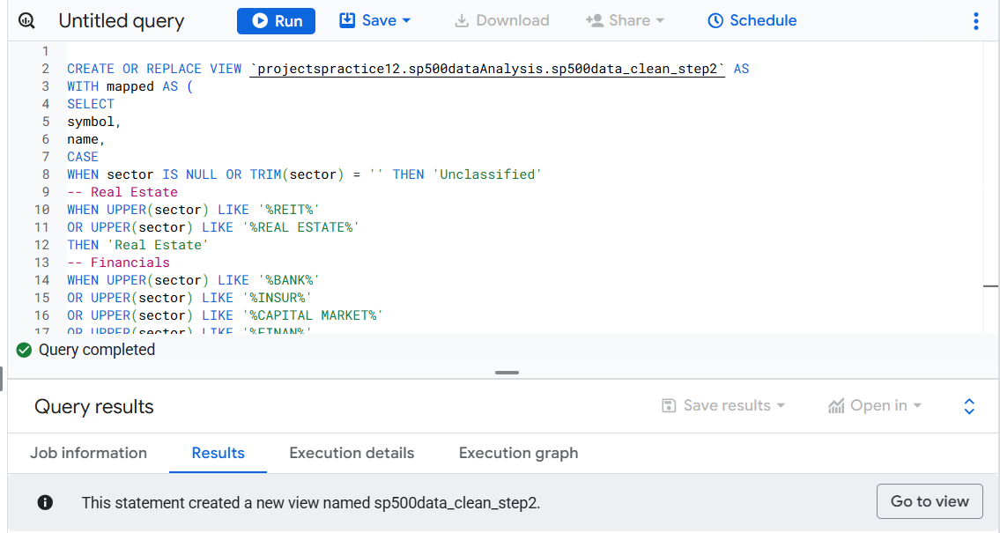 Untitled query Run Save Download Share Schedule
1
2 CREATE OR REPLACE VIEW `projectspractice12.sp500dataAnalysis.sp500data_clean_step2` AS
3 WITH mapped AS (
4 SELECT
5 symbol,
6 name,
7 CASE
8 WHEN sector IS NULL OR TRIM(sector) = '' THEN 'Unclassified'
9 -- Real Estate
10 WHEN UPPER(sector) LIKE '%REIT%'
11 OR UPPER(sector) LIKE '%REAL ESTATE%'
12 THEN 'Real Estate'
13 -- Financials
14 WHEN UPPER(sector) LIKE '%BANK%'
15 OR UPPER(sector) LIKE '%INSUR%'
16 OR UPPER(sector) LIKE '%CAPITAL MARKET%'
17 OR UPPER(sector) LIKE '%FINAN%'
Query completed
Query results Save results Open in
Job information Results Execution details Execution graph
This statement created a new view named sp500data_clean_step2. Go to view